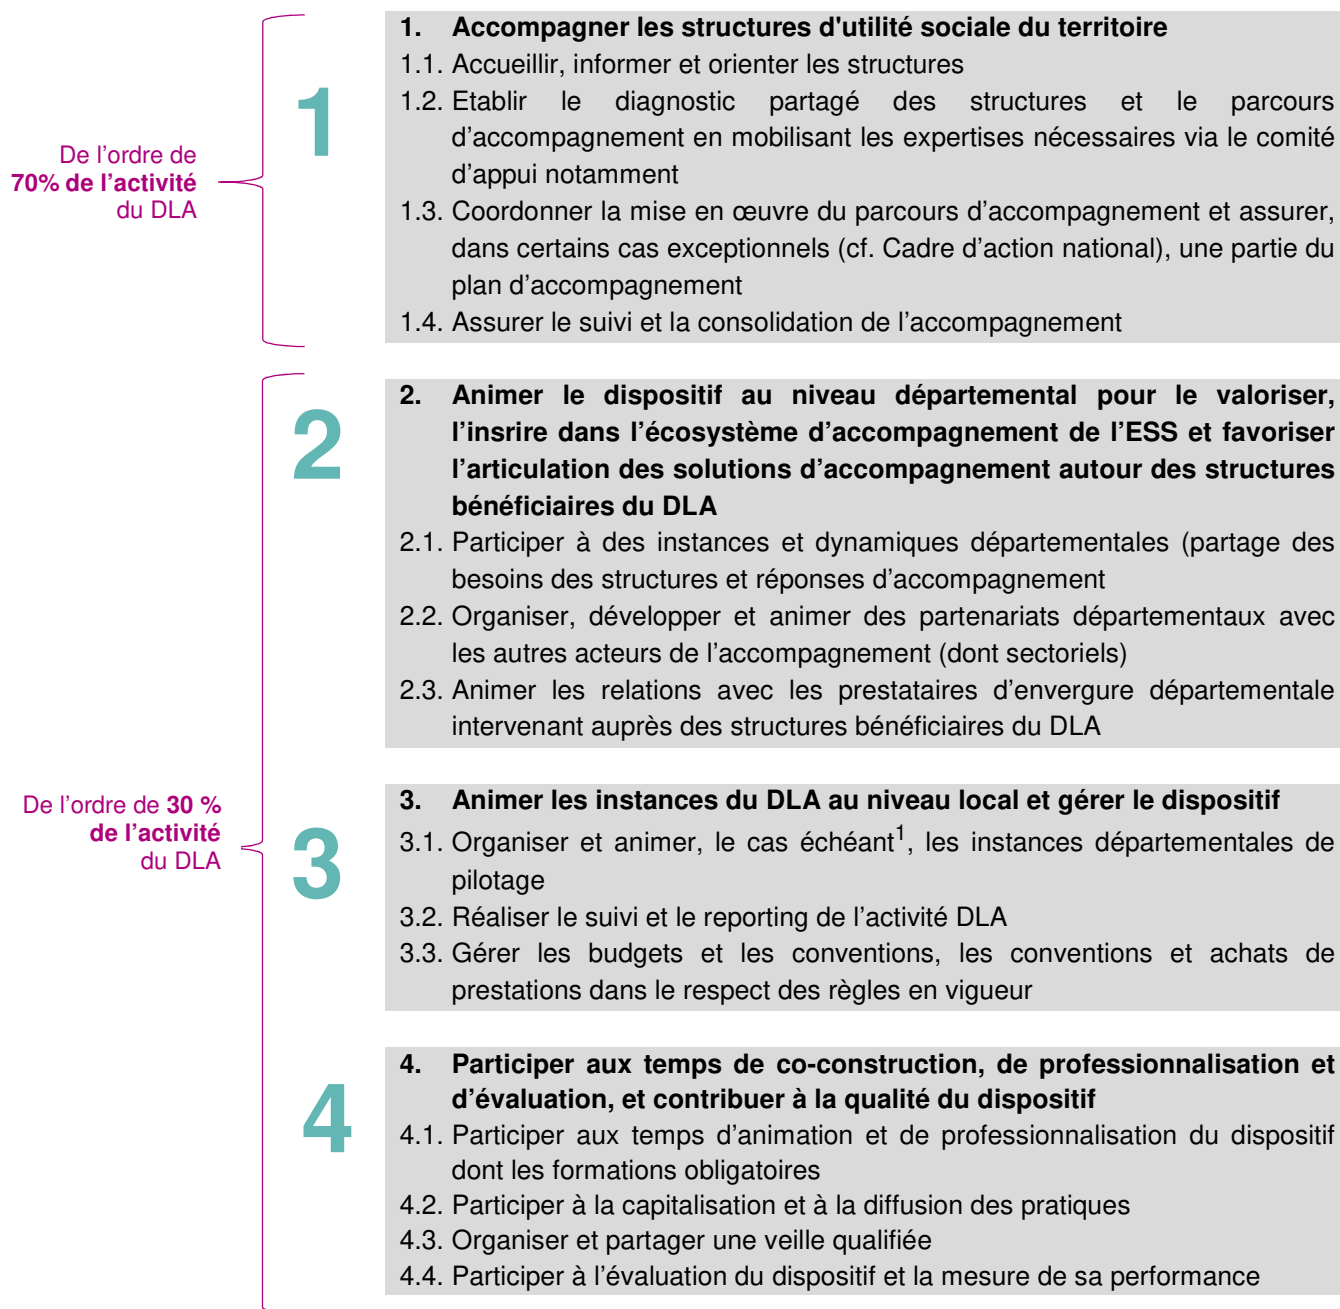 De l’ordre de
70% de l’activité
du DLA
1
1. Accompagner les structures d'utilité sociale du territoire
1.1. Accueillir, informer et orienter les structures
1.2. Etablir le diagnostic partagé des structures et le parcours
d’accompagnement en mobilisant les expertises nécessaires via le comité
d’appui notamment
1.3. Coordonner la mise en œuvre du parcours d’accompagnement et assurer,
dans certains cas exceptionnels (cf. Cadre d’action national), une partie du
plan d’accompagnement
1.4. Assurer le suivi et la consolidation de l’accompagnement
De l’ordre de 30 %
de l’activité
du DLA
2
2. Animer le dispositif au niveau départemental pour le valoriser,
l’insrire dans l’écosystème d’accompagnement de l’ESS et favoriser
l’articulation des solutions d’accompagnement autour des structures
bénéficiaires du DLA
2.1. Participer à des instances et dynamiques départementales (partage des
besoins des structures et réponses d’accompagnement
2.2. Organiser, développer et animer des partenariats départementaux avec
les autres acteurs de l’accompagnement (dont sectoriels)
2.3. Animer les relations avec les prestataires d’envergure départementale
intervenant auprès des structures bénéficiaires du DLA
3
3. Animer les instances du DLA au niveau local et gérer le dispositif
3.1. Organiser et animer, le cas échéant¹, les instances départementales de
pilotage
3.2. Réaliser le suivi et le reporting de l’activité DLA
3.3. Gérer les budgets et les conventions, les conventions et achats de
prestations dans le respect des règles en vigueur
4
4. Participer aux temps de co-construction, de professionnalisation et
d’évaluation, et contribuer à la qualité du dispositif
4.1. Participer aux temps d’animation et de professionnalisation du dispositif
dont les formations obligatoires
4.2. Participer à la capitalisation et à la diffusion des pratiques
4.3. Organiser et partager une veille qualifiée
4.4. Participer à l’évaluation du dispositif et la mesure de sa performance